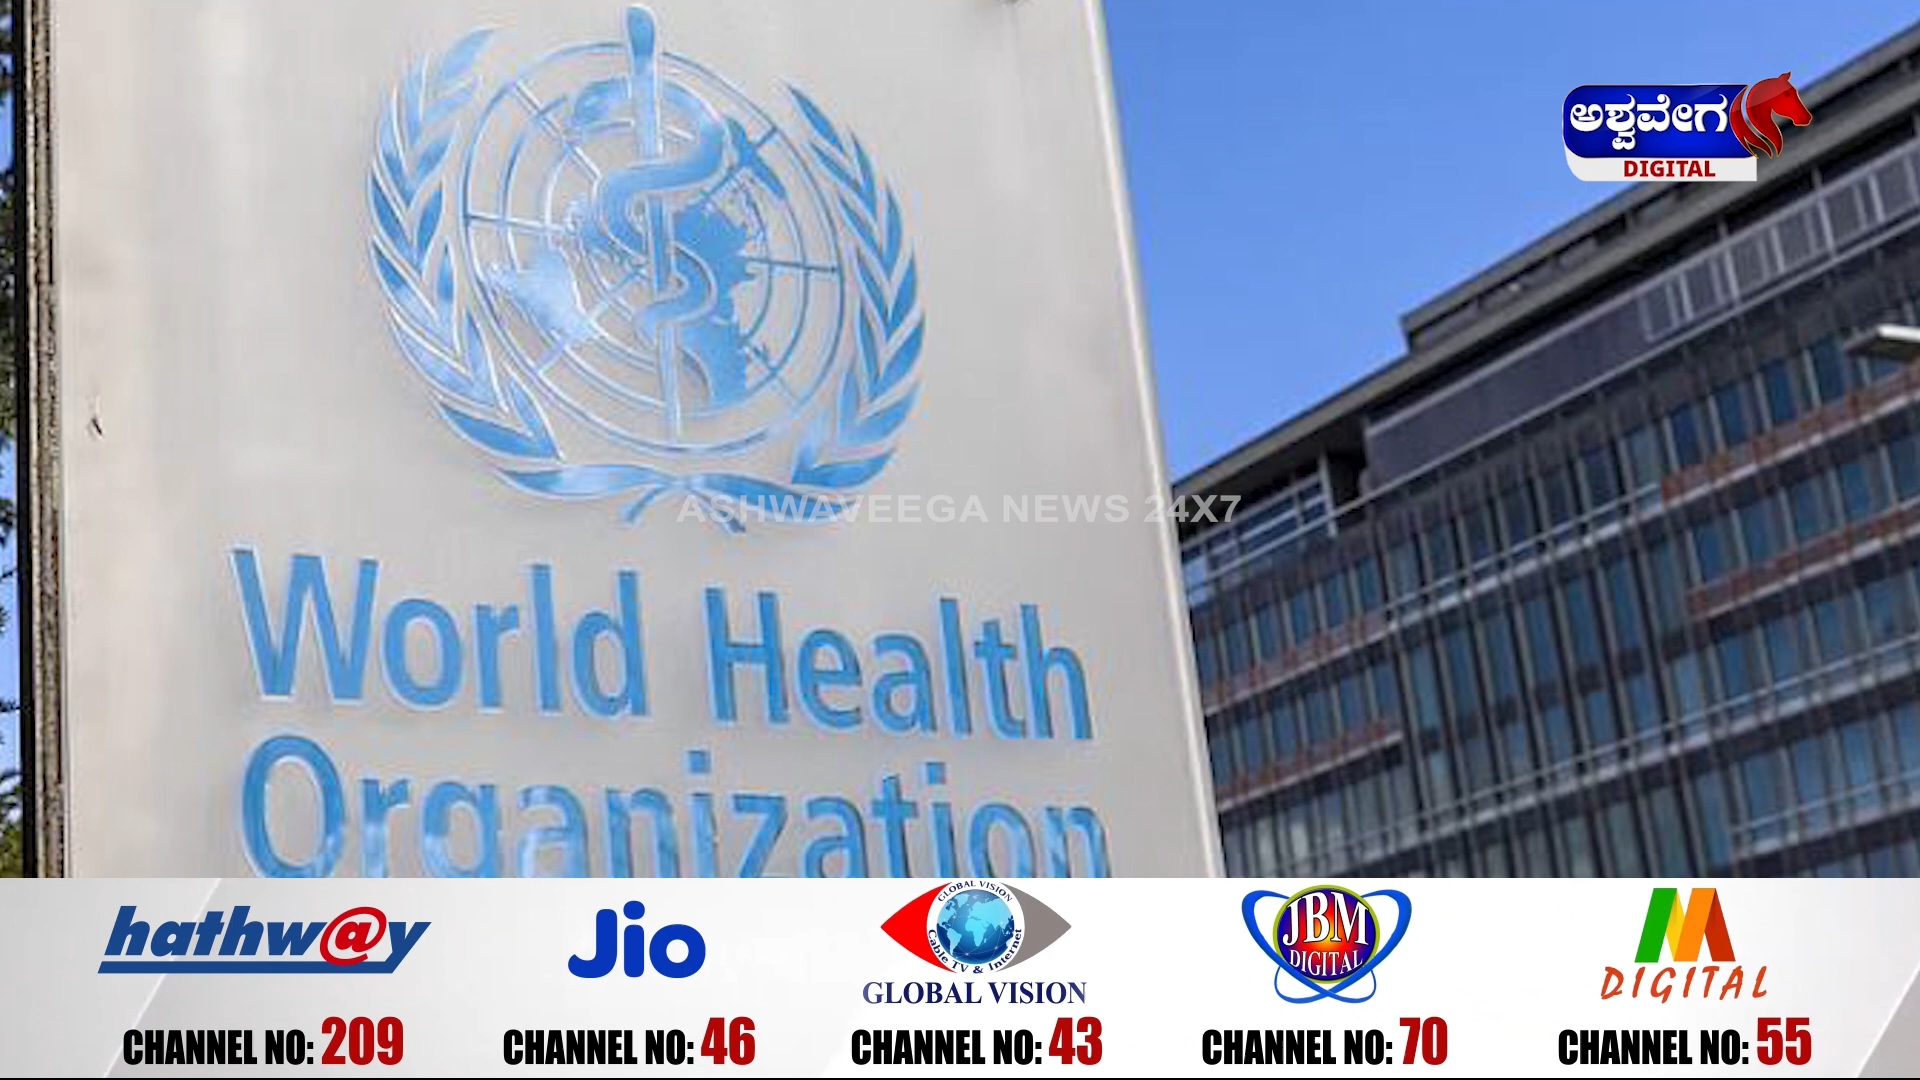 ಅಶ್ವವೇಗ
DIGITAL
ASHWAVEEGA NEWS 24X7
World Health
Organization
hathw@y
CHANNEL NO: 209
Jio
CHANNEL NO: 46
GLOBAL VISION
Cable TV & Internet
GLOBAL VISION
CHANNEL NO: 43
JBM
DIGITAL
CHANNEL NO: 70
M
DIGITAL
CHANNEL NO: 55